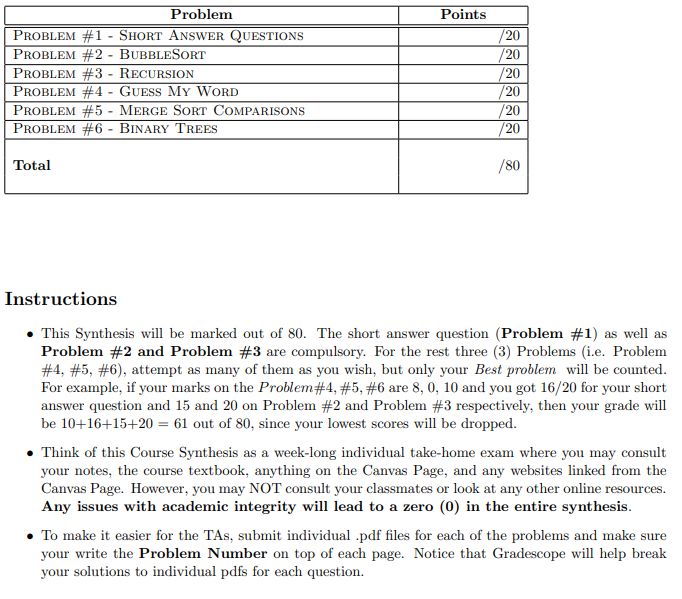 Problem Points
Problem #1 - Short Answer Questions /20
Problem #2 - BubbleSort /20
Problem #3 - Recursion /20
Problem #4 - Guess My Word /20
Problem #5 - Merge Sort Comparisons /20
Problem #6 - Binary Trees /20
Total /80
Instructions
• This Synthesis will be marked out of 80. The short answer question (Problem #1) as well as
Problem #2 and Problem #3 are compulsory. For the rest three (3) Problems (i.e. Problem
#4, #5, #6), attempt as many of them as you wish, but only your Best problem will be counted.
For example, if your marks on the Problem#4, #5, #6 are 8, 0, 10 and you got 16/20 for your short
answer question and 15 and 20 on Problem #2 and Problem #3 respectively, then your grade will
be 10+16+15+20 = 61 out of 80, since your lowest scores will be dropped.
• Think of this Course Synthesis as a week-long individual take-home exam where you may consult
your notes, the course textbook, anything on the Canvas Page, and any websites linked from the
Canvas Page. However, you may NOT consult your classmates or look at any other online resources.
Any issues with academic integrity will lead to a zero (0) in the entire synthesis.
• To make it easier for the TAs, submit individual .pdf files for each of the problems and make sure
your write the Problem Number on top of each page. Notice that Gradescope will help break
your solutions to individual pdfs for each question.